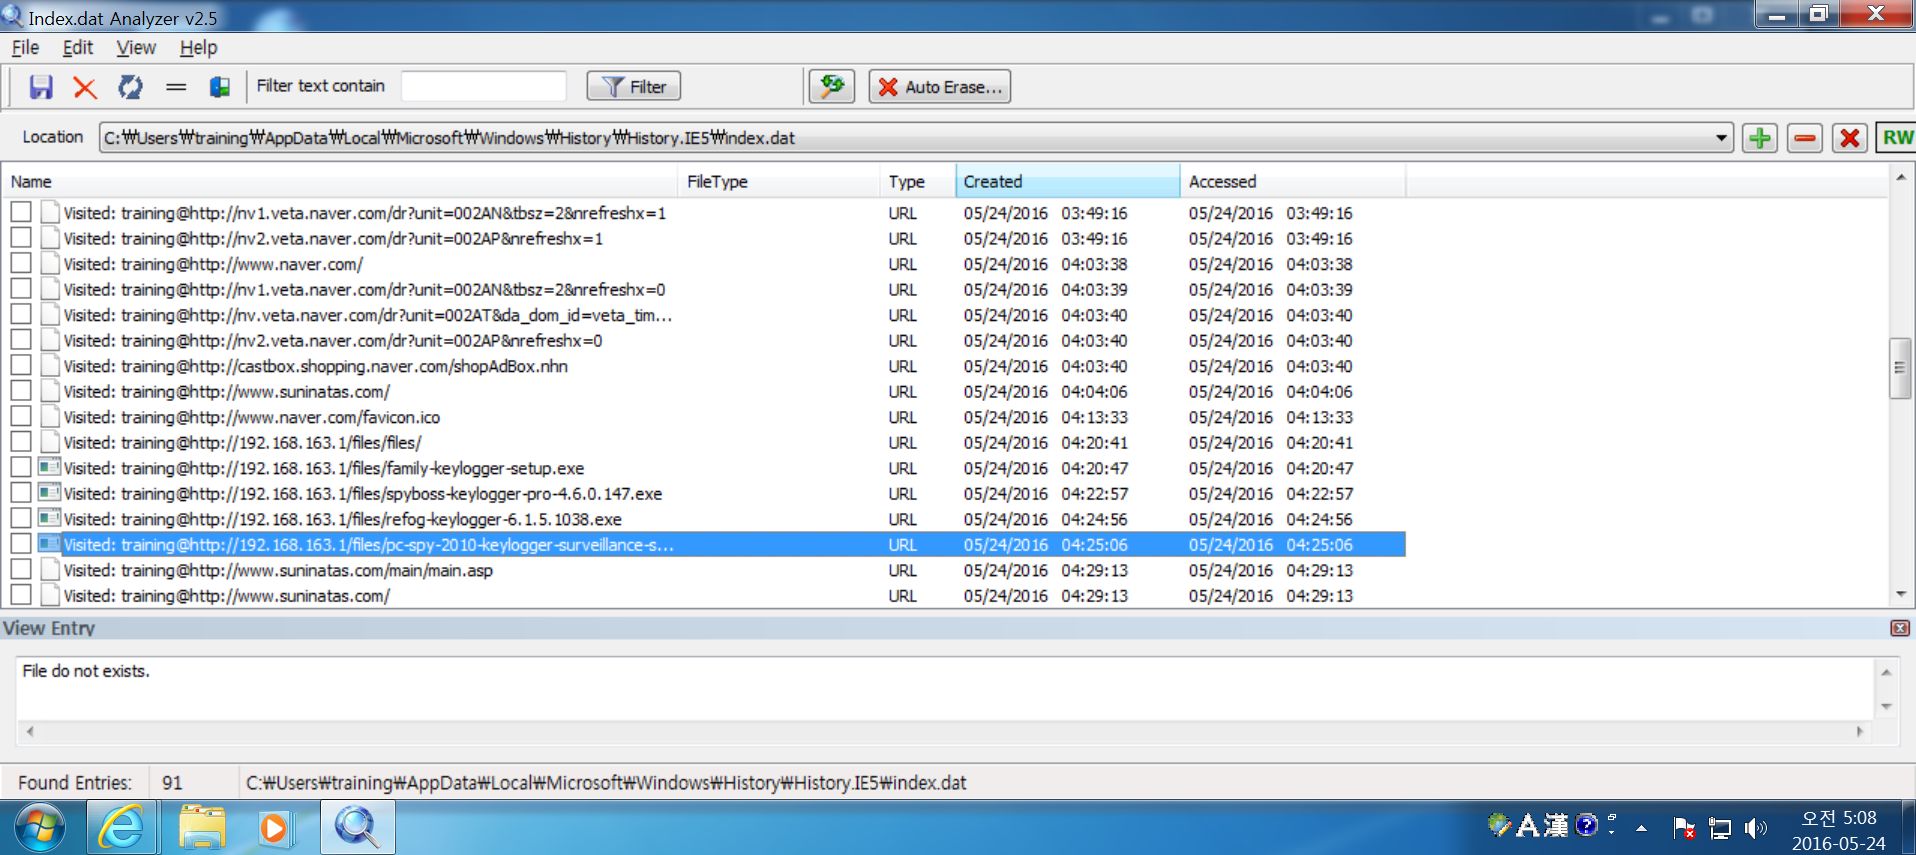 Index.dat Analyzer v2.5
File Edit View Help
Filter text contain Filter Auto Erase...
Location C:₩Users₩training₩AppData₩Local₩Microsoft₩Windows₩History₩History.IE5₩index.dat RW
Name FileType Type Created Accessed
Visited: training@http://nv1.veta.naver.com/dr?unit=002AN&tbsz=2&nrefreshx=1 URL 05/24/2016 03:49:16 05/24/2016 03:49:16
Visited: training@http://nv2.veta.naver.com/dr?unit=002AP&nrefreshx=1 URL 05/24/2016 03:49:16 05/24/2016 03:49:16
Visited: training@http://www.naver.com/ URL 05/24/2016 04:03:38 05/24/2016 04:03:38
Visited: training@http://nv1.veta.naver.com/dr?unit=002AN&tbsz=2&nrefreshx=0 URL 05/24/2016 04:03:39 05/24/2016 04:03:39
Visited: training@http://nv.veta.naver.com/dr?unit=002AT&da_dom_id=veta_tim... URL 05/24/2016 04:03:40 05/24/2016 04:03:40
Visited: training@http://nv2.veta.naver.com/dr?unit=002AP&nrefreshx=0 URL 05/24/2016 04:03:40 05/24/2016 04:03:40
Visited: training@http://castbox.shopping.naver.com/shopAdBox.nhn URL 05/24/2016 04:03:40 05/24/2016 04:03:40
Visited: training@http://www.suninatas.com/ URL 05/24/2016 04:04:06 05/24/2016 04:04:06
Visited: training@http://www.naver.com/favicon.ico URL 05/24/2016 04:13:33 05/24/2016 04:13:33
Visited: training@http://192.168.163.1/files/files/ URL 05/24/2016 04:20:41 05/24/2016 04:20:41
Visited: training@http://192.168.163.1/files/family-keylogger-setup.exe URL 05/24/2016 04:20:47 05/24/2016 04:20:47
Visited: training@http://192.168.163.1/files/spyboss-keylogger-pro-4.6.0.147.exe URL 05/24/2016 04:22:57 05/24/2016 04:22:57
Visited: training@http://192.168.163.1/files/refog-keylogger-6.1.5.1038.exe URL 05/24/2016 04:24:56 05/24/2016 04:24:56
Visited: training@http://192.168.163.1/files/pc-spy-2010-keylogger-surveillance-s... URL 05/24/2016 04:25:06 05/24/2016 04:25:06
Visited: training@http://www.suninatas.com/main/main.asp URL 05/24/2016 04:29:13 05/24/2016 04:29:13
Visited: training@http://www.suninatas.com/ URL 05/24/2016 04:29:13 05/24/2016 04:29:13
View Entry
File do not exists.
Found Entries: 91 C:₩Users₩training₩AppData₩Local₩Microsoft₩Windows₩History₩History.IE5₩index.dat
A 漢 ? 오전 5:08
2016-05-24